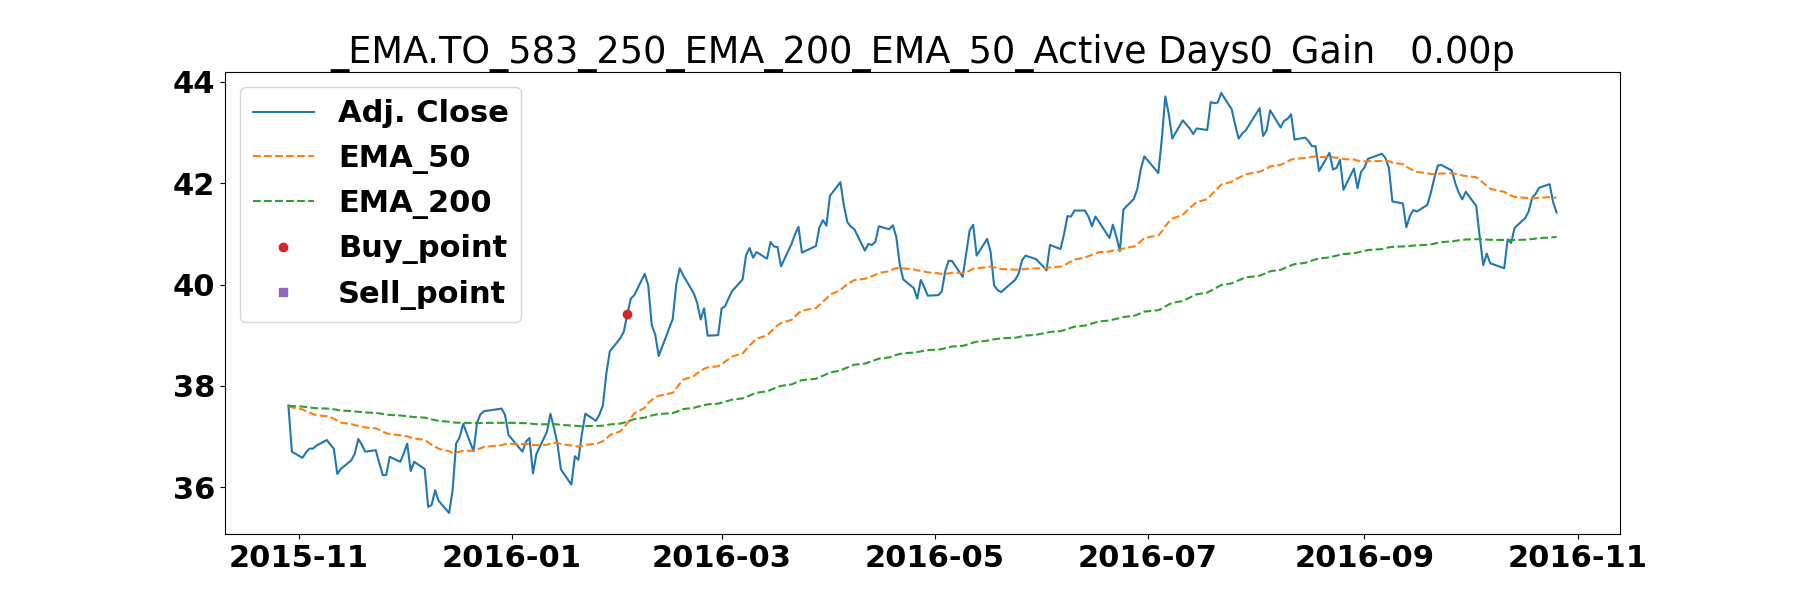 _EMA.TO_583_250_EMA_200_EMA_50_Active Days0_Gain   0.00p
44
42
40
38
36
Adj. Close
EMA_50
EMA_200
Buy_point
Sell_point
2015-11 2016-01 2016-03 2016-05 2016-07 2016-09 2016-11